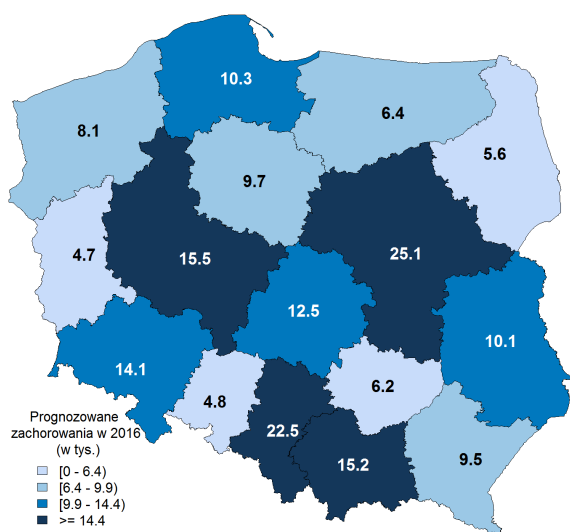 10.3
6.4
8.1
5.6
9.7
4.7
15.5
25.1
12.5
10.1
14.1
6.2
4.8
22.5
15.2
9.5
Prognozowane
zachorowania w 2016
(w tys.)
[0 - 6.4)
[6.4 - 9.9)
[9.9 - 14.4)
>= 14.4